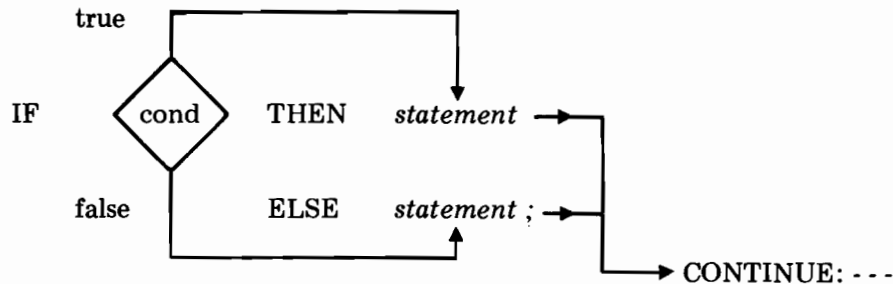 true
IF cond THEN statement
false ELSE statement ;
CONTINUE: - - -